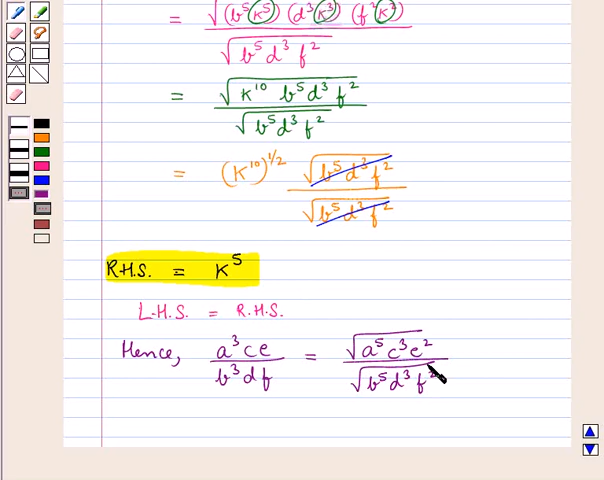 = √(b⁵k⁵) (d³k³) (f²k²) / √b⁵d³f²
= √k¹⁰ b⁵d³f² / √b⁵d³f²
= (k¹⁰)^1/2 √b⁵d³f² / √b⁵d³f²
R.H.S. = k⁵
L.H.S. = R.H.S.
Hence, a³ce / b³df = √a⁵c³e² / √b⁵d³f²